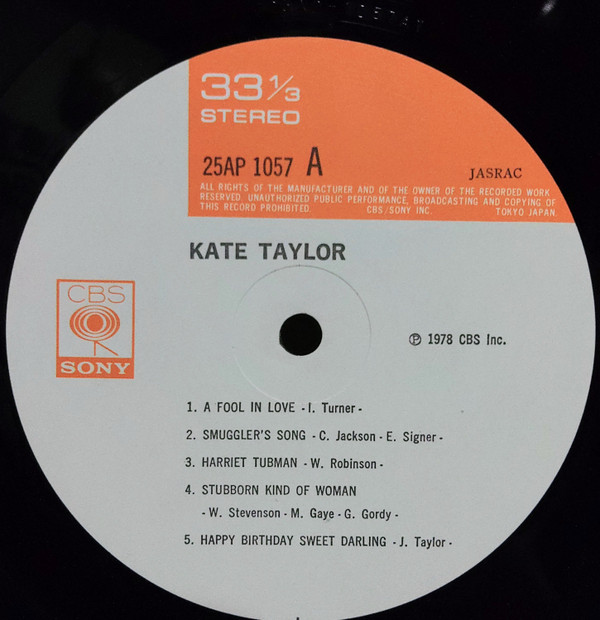 33 1/3
STEREO
25AP 1057 A
JASRAC
ALL RIGHTS OF THE MANUFACTURER AND OF THE OWNER OF THE RECORDED WORK
RESERVED. UNAUTHORIZED PUBLIC PERFORMANCE, BROADCASTING AND COPYING OF
THIS RECORD PROHIBITED. CBS/SONY INC. TOKYO JAPAN.
KATE TAYLOR
CBS
SONY
℗ 1978 CBS Inc.
1. A FOOL IN LOVE - I. Turner -
2. SMUGGLER'S SONG - C. Jackson - E. Signer -
3. HARRIET TUBMAN - W. Robinson -
4. STUBBORN KIND OF WOMAN
- W. Stevenson - M. Gaye - G. Gordy -
5. HAPPY BIRTHDAY SWEET DARLING - J. Taylor -